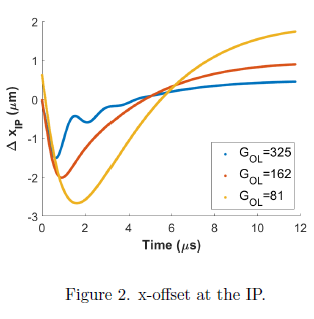 2
1
0
-1
-2
-3
Δ x_IP (μm)
0 2 4 6 8 10 12
Time (μs)
G_OL=325
G_OL=162
G_OL=81
Figure 2. x-offset at the IP.